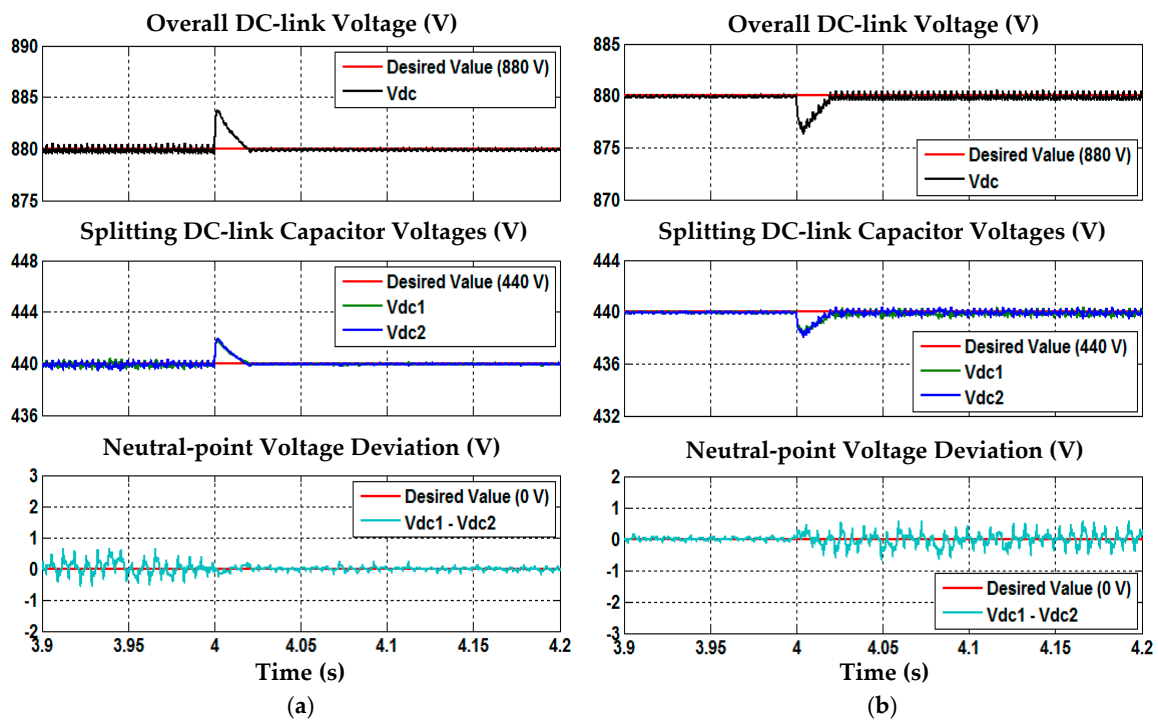 Overall DC-link Voltage (V)
890
885
880
875
Desired Value (880 V)
Vdc
Splitting DC-link Capacitor Voltages (V)
448
444
440
436
Desired Value (440 V)
Vdc1
Vdc2
Neutral-point Voltage Deviation (V)
3
2
1
0
-1
-2
Desired Value (0 V)
Vdc1 - Vdc2
3.9 3.95 4 4.05 4.1 4.15 4.2
Time (s)
(a)
Overall DC-link Voltage (V)
885
880
875
870
Desired Value (880 V)
Vdc
Splitting DC-link Capacitor Voltages (V)
444
440
436
432
Desired Value (440 V)
Vdc1
Vdc2
Neutral-point Voltage Deviation (V)
2
1
0
-1
-2
-3
Desired Value (0 V)
Vdc1 - Vdc2
3.9 3.95 4 4.05 4.1 4.15 4.2
Time (s)
(b)